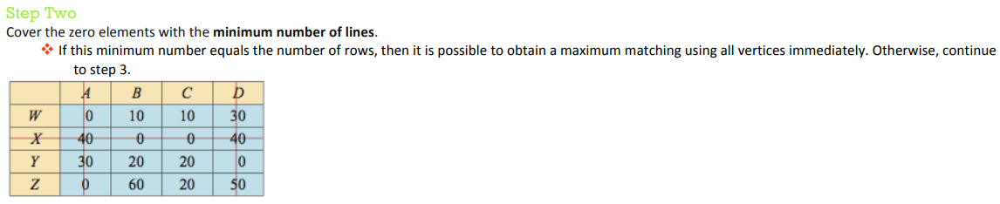 Step Two
Cover the zero elements with the minimum number of lines.
❖ If this minimum number equals the number of rows, then it is possible to obtain a maximum matching using all vertices immediately. Otherwise, continue
to step 3.
A B C D
W 0 10 10 30
X 40 0 0 40
Y 30 20 20 0
Z 0 60 20 50